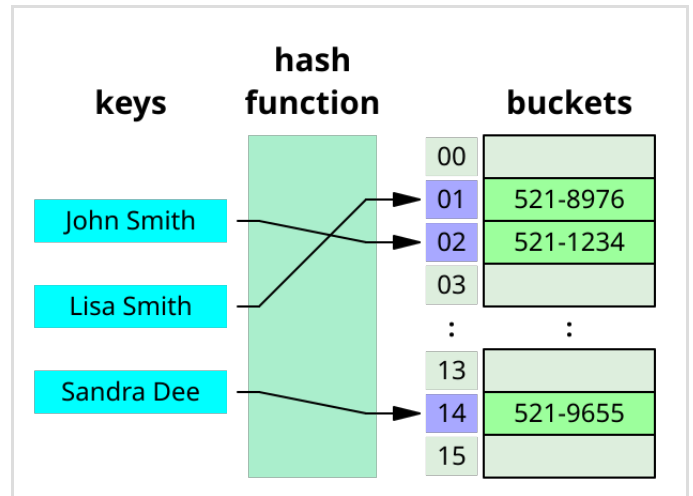 hash
keys function buckets
00
01 521-8976
John Smith
02 521-1234
03
Lisa Smith
: :
13
Sandra Dee
14 521-9655
15